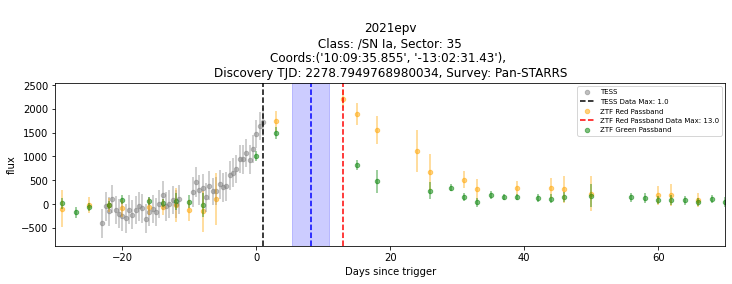 2021epv
Class: /SN Ia, Sector: 35
Coords:('10:09:35.855', '-13:02:31.43'),
Discovery TJD: 2278.7949768980034, Survey: Pan-STARRS
2500
2000
1500
1000
500
0
−500
flux
−20
0
20
40
60
Days since trigger
TESS
TESS Data Max: 1.0
ZTF Red Passband
ZTF Red Passband Data Max: 13.0
ZTF Green Passband